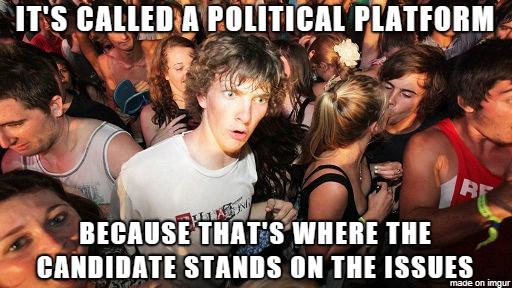 IT'S CALLED A POLITICAL PLATFORM
BECAUSE THAT'S WHERE THE
CANDIDATE STANDS ON THE ISSUES
made on imgur